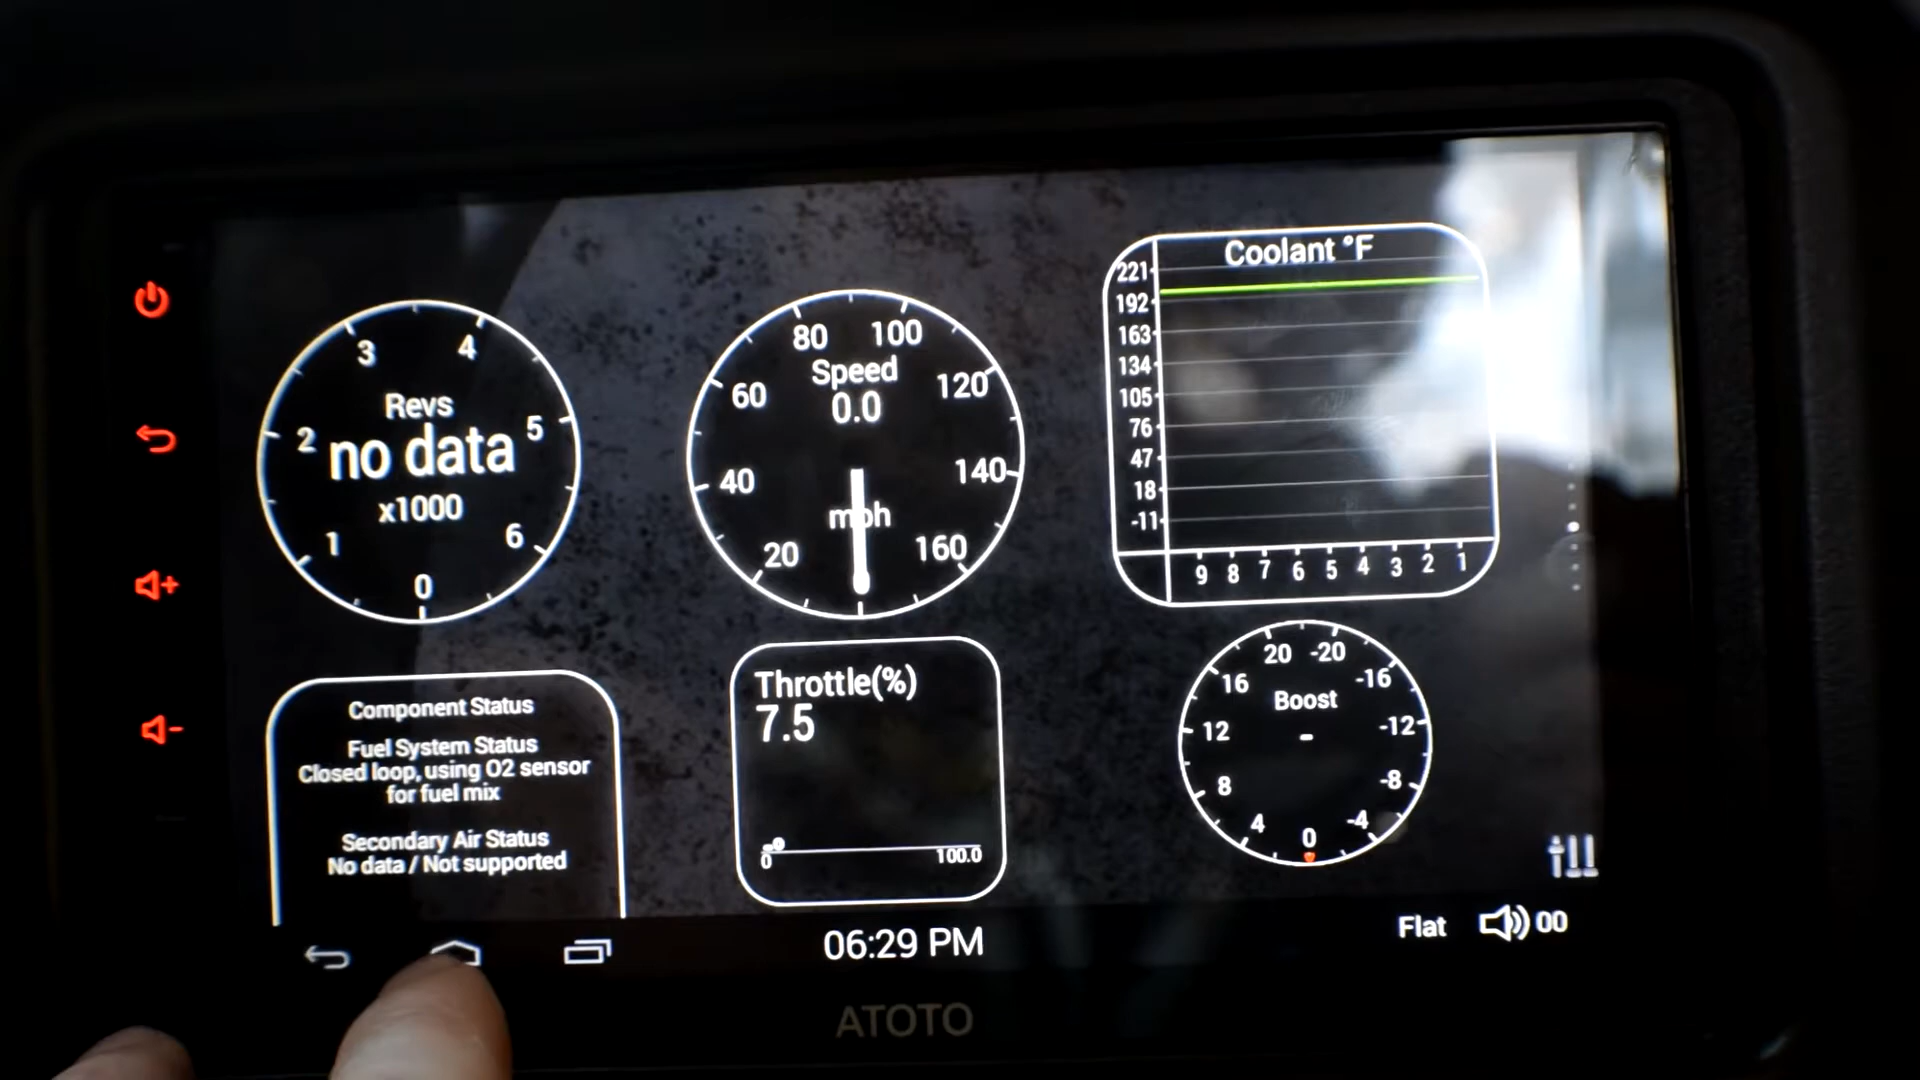 3
4
Revs
2
no data
5
x1000
1
6
0
80
100
Speed
60
0.0
120
40
140
mph
20
160
Coolant °F
221
192
163
134
105
76
47
18
-11
9 8 7 6 5 4 3 2 1
Component Status
Fuel System Status
Closed loop, using O2 sensor
for fuel mix
Secondary Air Status
No data / Not supported
Throttle(%)
7.5
0
100.0
20 -20
16
-16
Boost
12
-
-12
8
-8
4
-4
0
06:29 PM
Flat
00
ATOTO